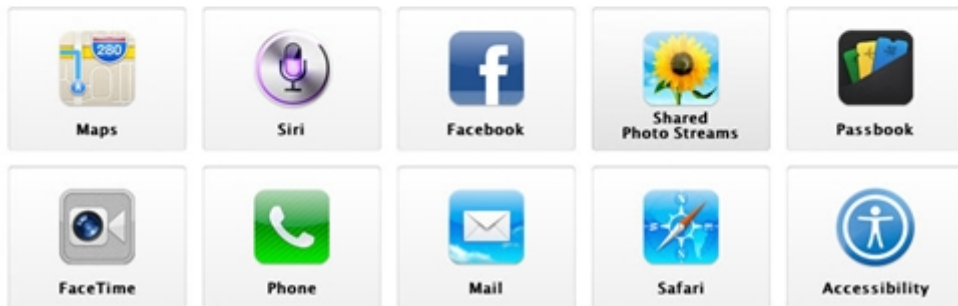 280
Maps
Siri
f
Facebook
Shared
Photo Streams
Passbook
FaceTime
Phone
Mail
Safari
Accessibility